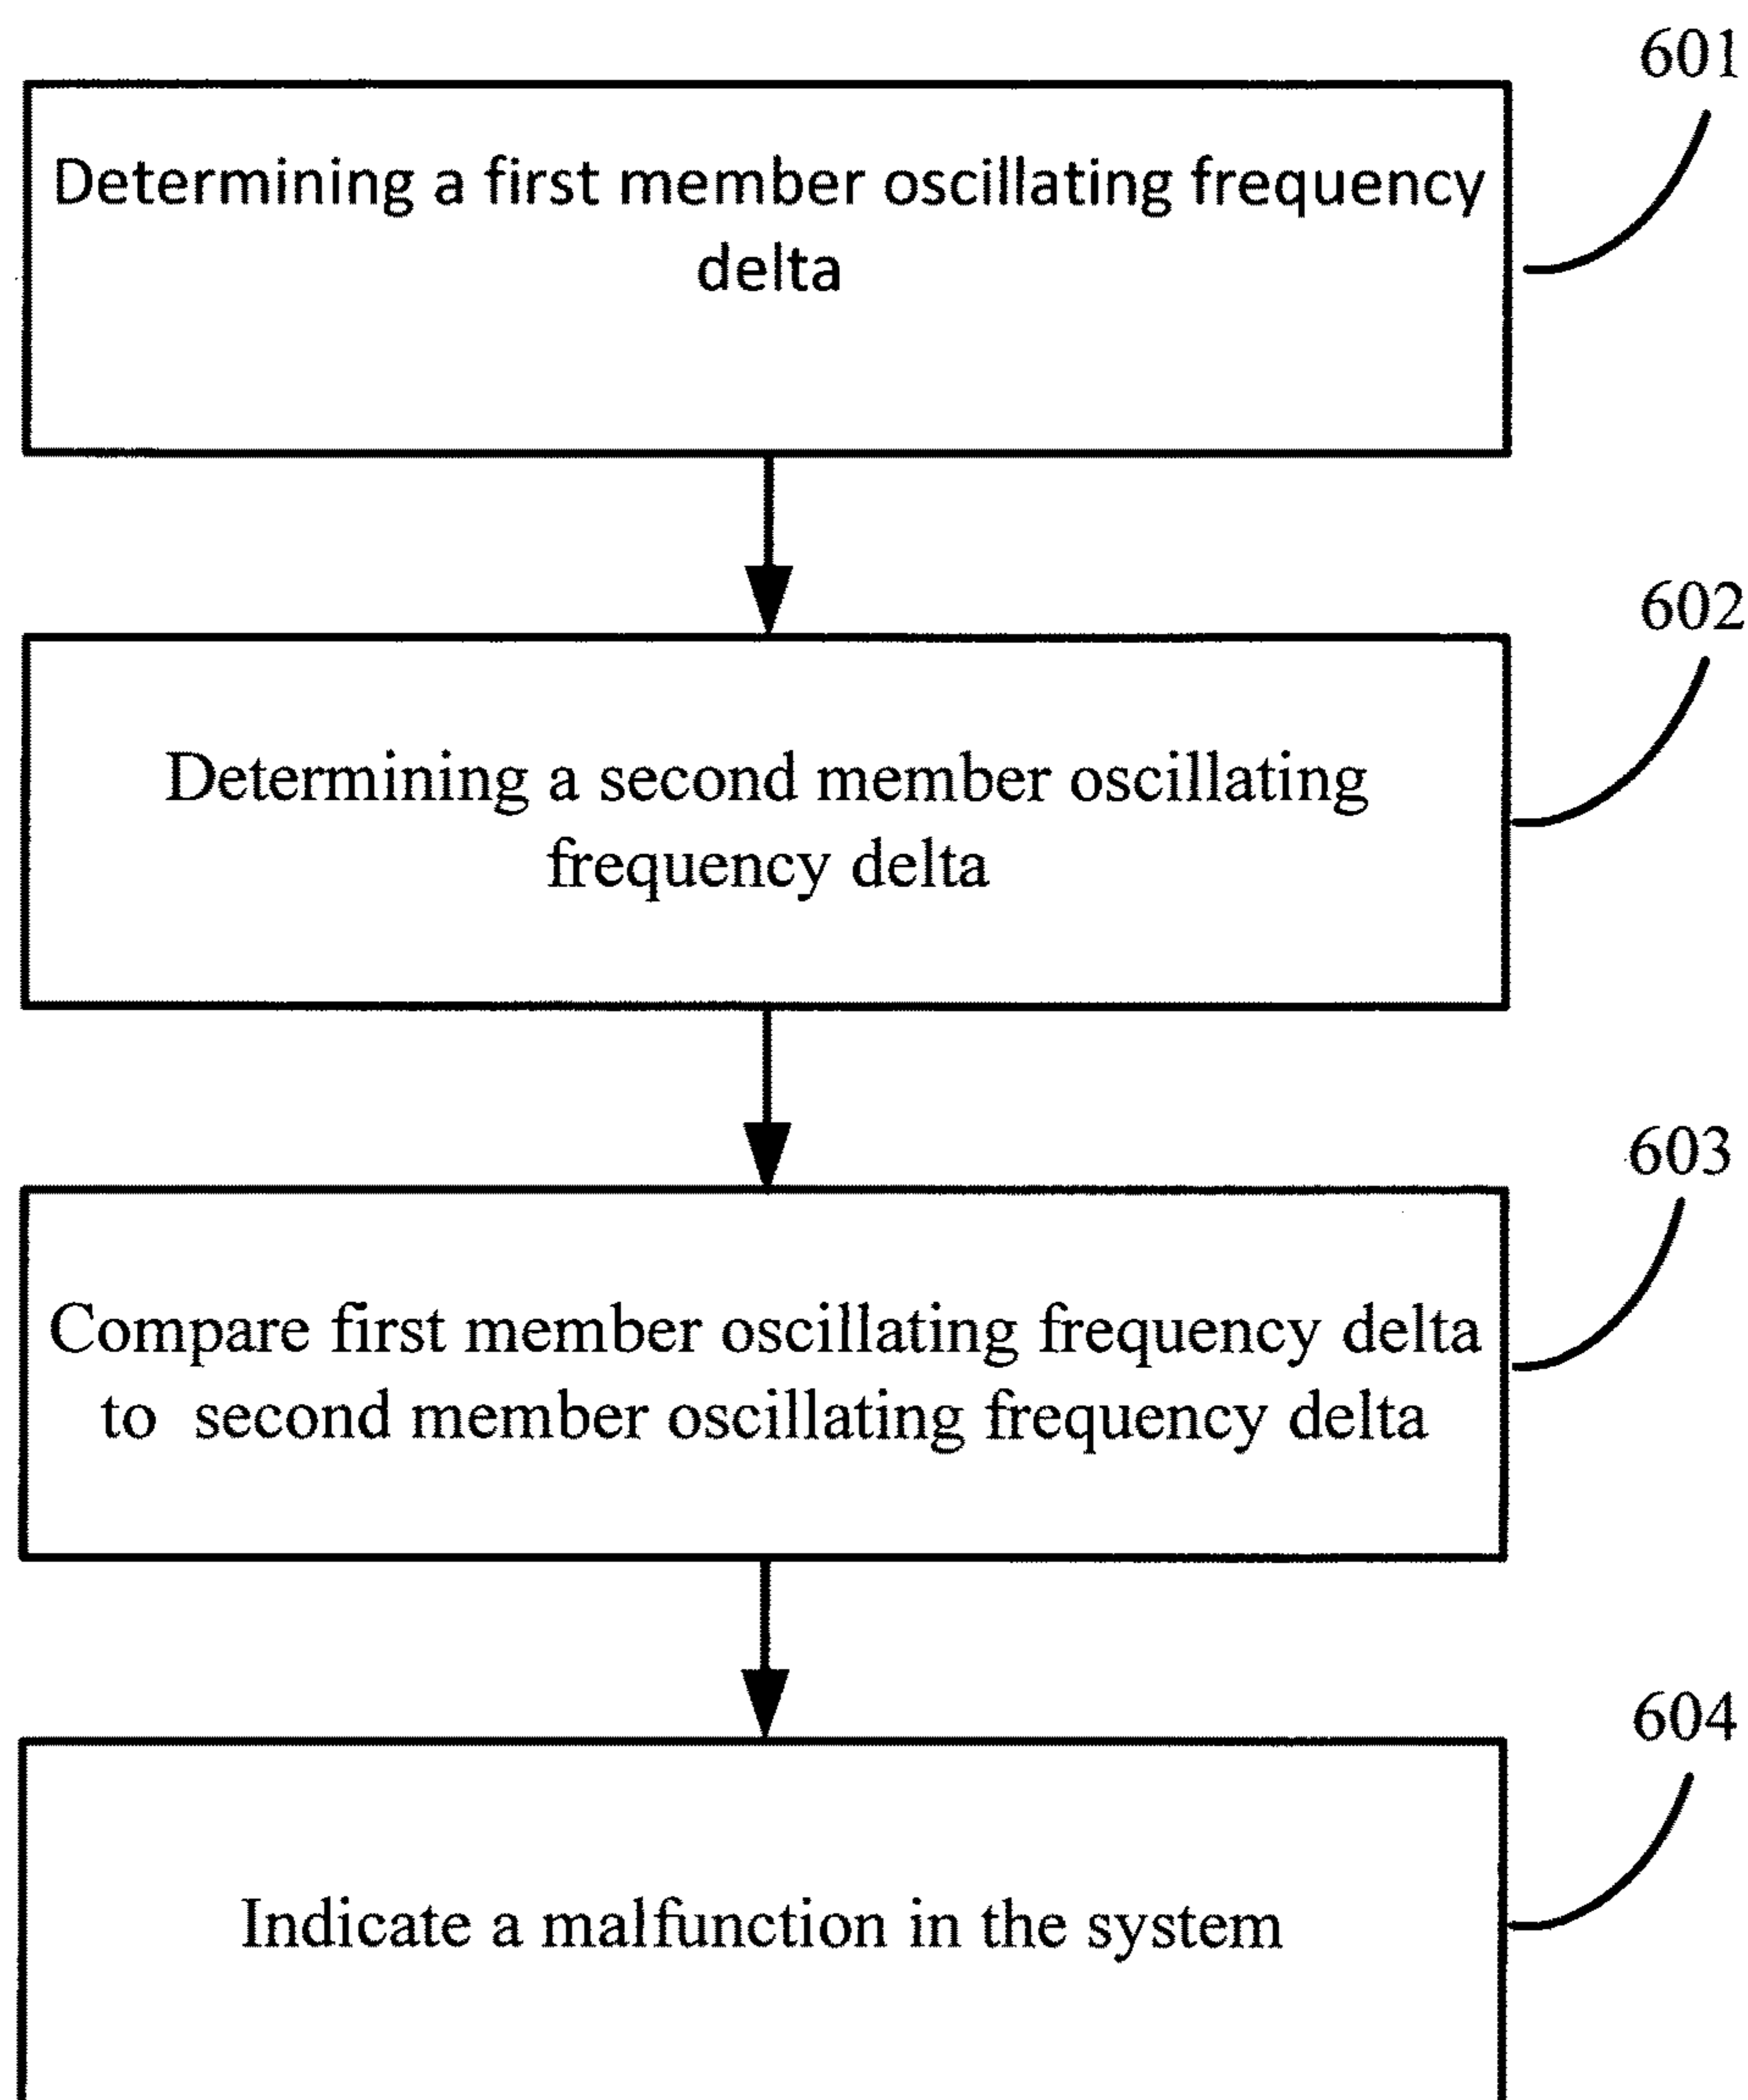 601
Determining a first member oscillating frequency
delta
602
Determining a second member oscillating
frequency delta
603
Compare first member oscillating frequency delta
to second member oscillating frequency delta
604
Indicate a malfunction in the system